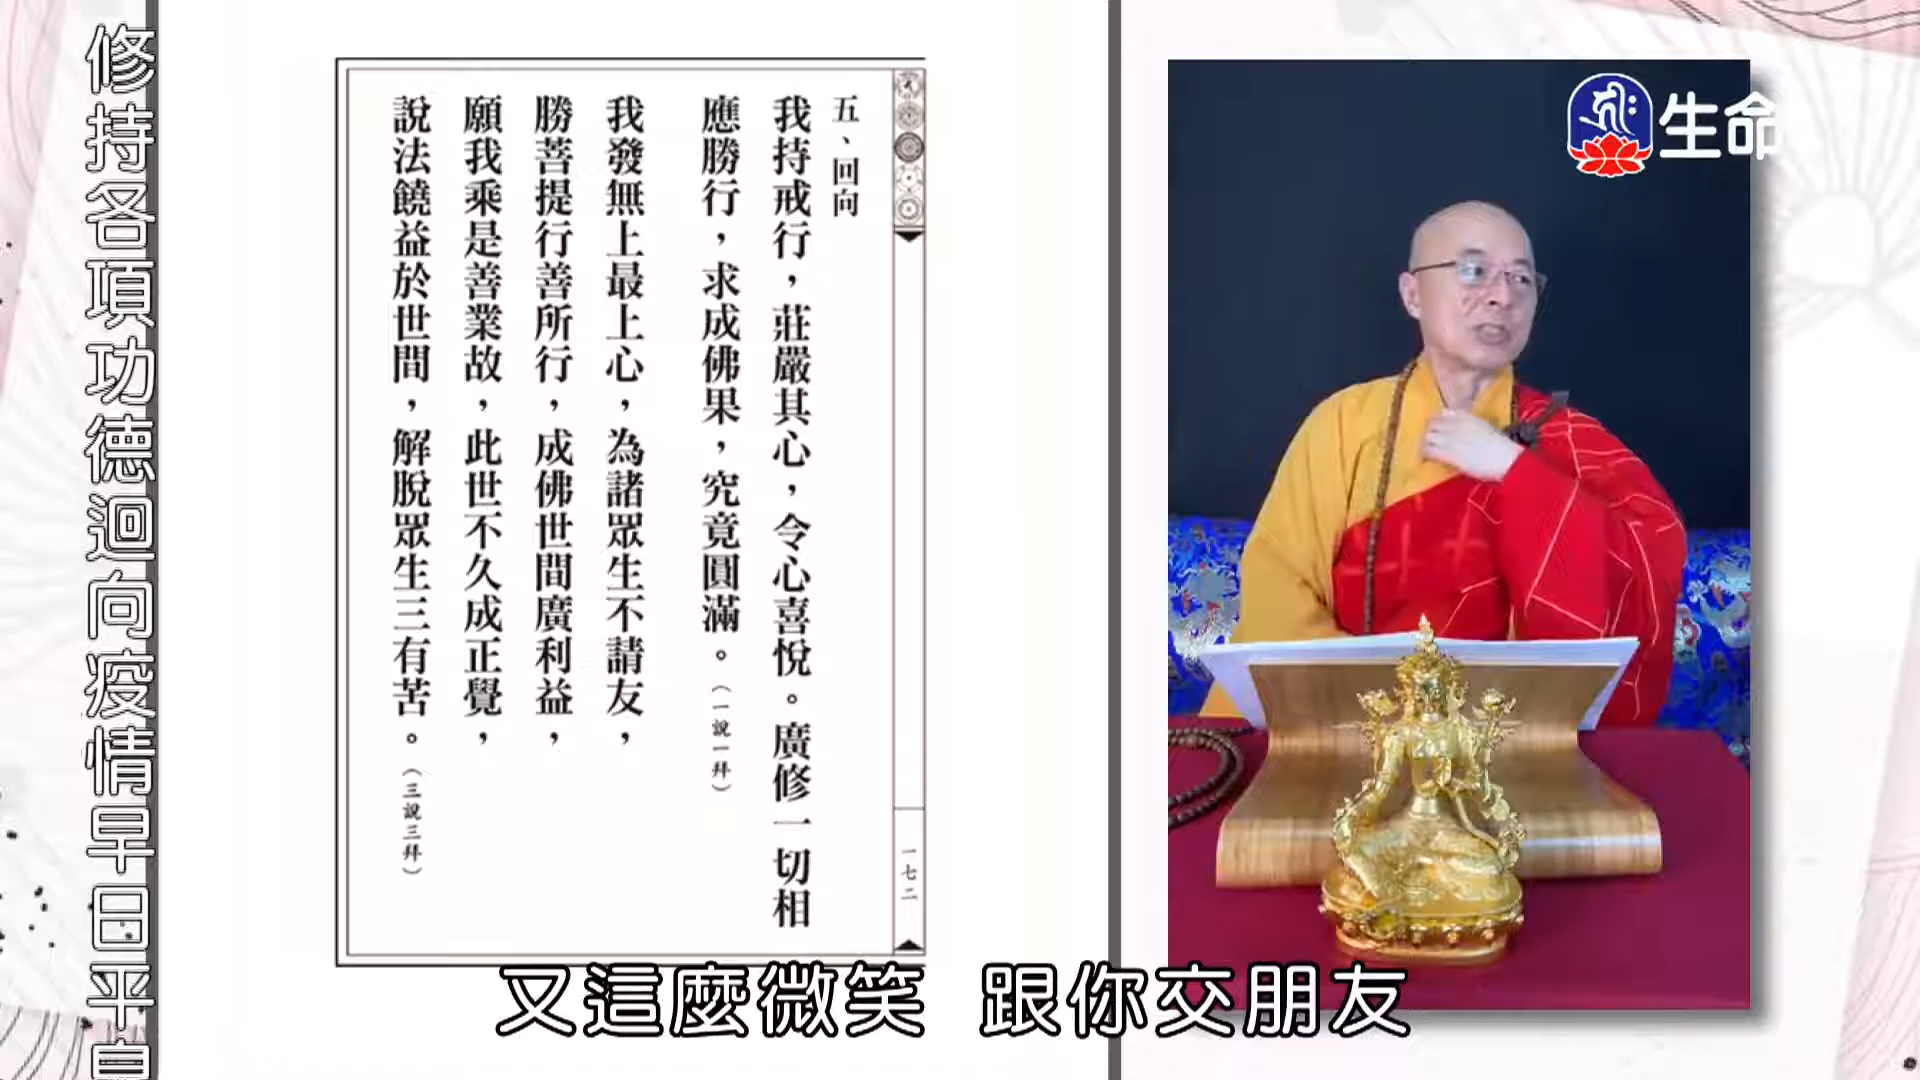 修持各項功德迴向疫情早日平
五、回向
我持戒行，莊嚴其心，令心喜悅。廣修一切相
應勝行，求成佛果，究竟圓滿。（一說一拜）
我發無上最上心，為諸眾生不請友，
勝菩提行善所行，成佛世間廣利益，
願我乘是善業故，此世不久成正覺，
說法饒益於世間，解脫眾生三有苦。（三說三拜）
一七二
生命
又這麼微笑 跟你交朋友